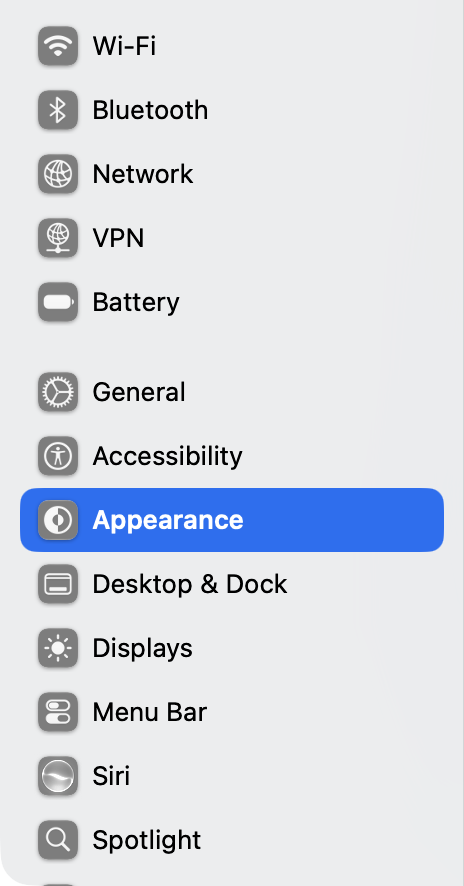 Wi-Fi
Bluetooth
Network
VPN
Battery
General
Accessibility
Appearance
Desktop & Dock
Displays
Menu Bar
Siri
Spotlight